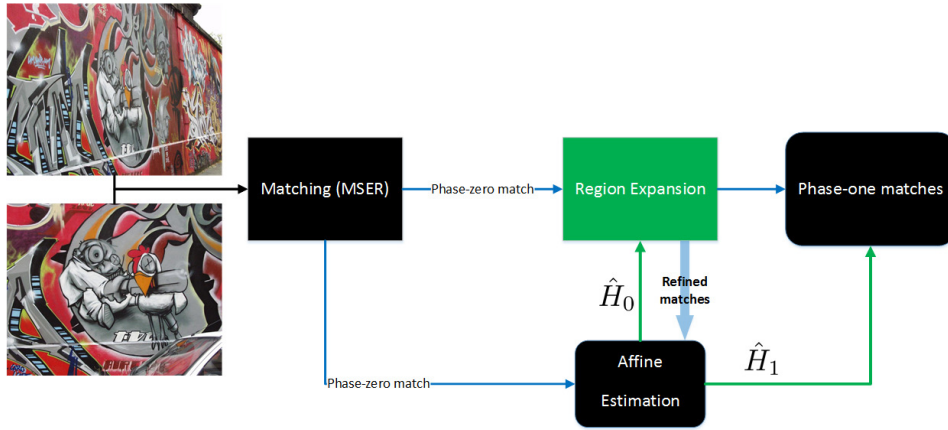 Matching (MSER)
Phase-zero match
Region Expansion
Phase-one matches
Ĥ₀
Refined
matches
Ĥ₁
Phase-zero match
Affine
Estimation